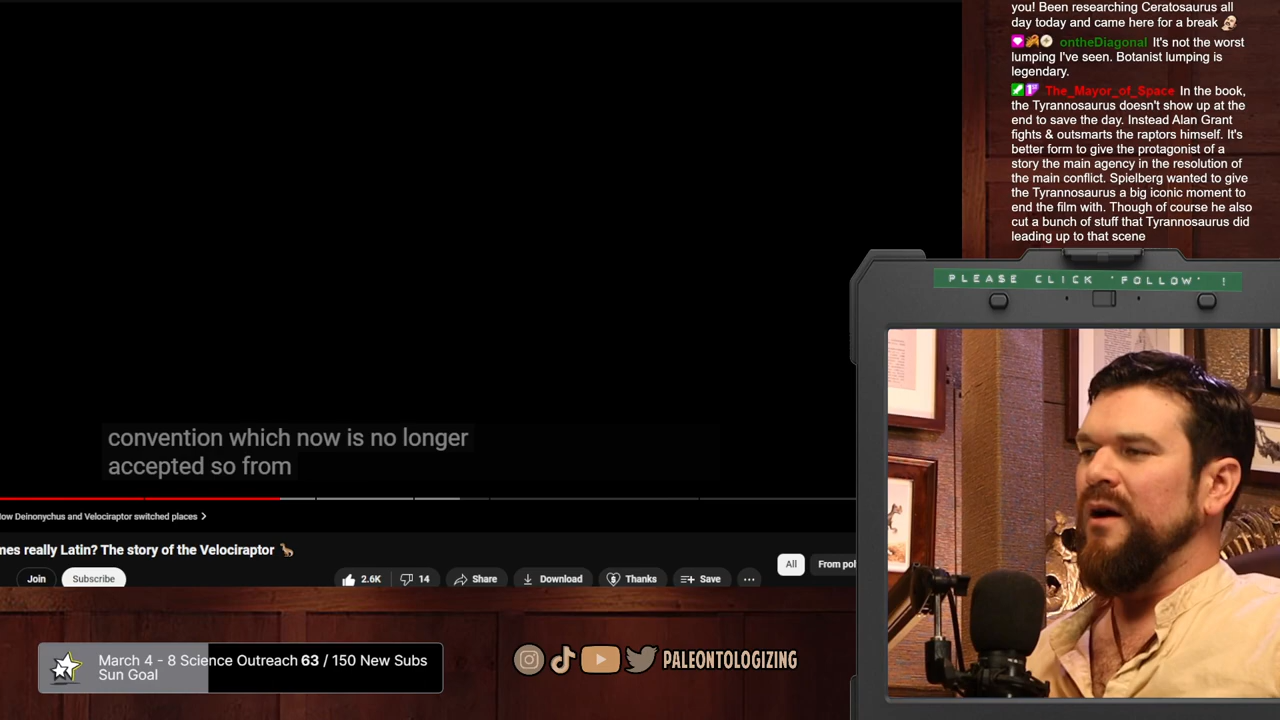 you! Been researching Ceratosaurus all
day today and came here for a break
ontheDiagonal It's not the worst
lumping I've seen. Botanist lumping is
legendary.
The_Mayor_of_Space In the book,
the Tyrannosaurus doesn't show up at the
end to save the day. Instead Alan Grant
fights & outsmarts the raptors himself. It's
better form to give the protagonist of a
story the main agency in the resolution of
the main conflict. Spielberg wanted to give
the Tyrannosaurus a big iconic moment to
end the film with. Though of course he also
cut a bunch of stuff that Tyrannosaurus did
leading up to that scene
PLEASE CLICK 'FOLLOW' !
convention which now is no longer
accepted so from
How Deinonychus and Velociraptor switched places
mes really Latin? The story of the Velociraptor
Join Subscribe 2.6K 14 Share Download Thanks Save ...
All From
March 4 - 8 Science Outreach 63 / 150 New Subs
Sun Goal
PALEONTOLOGIZING